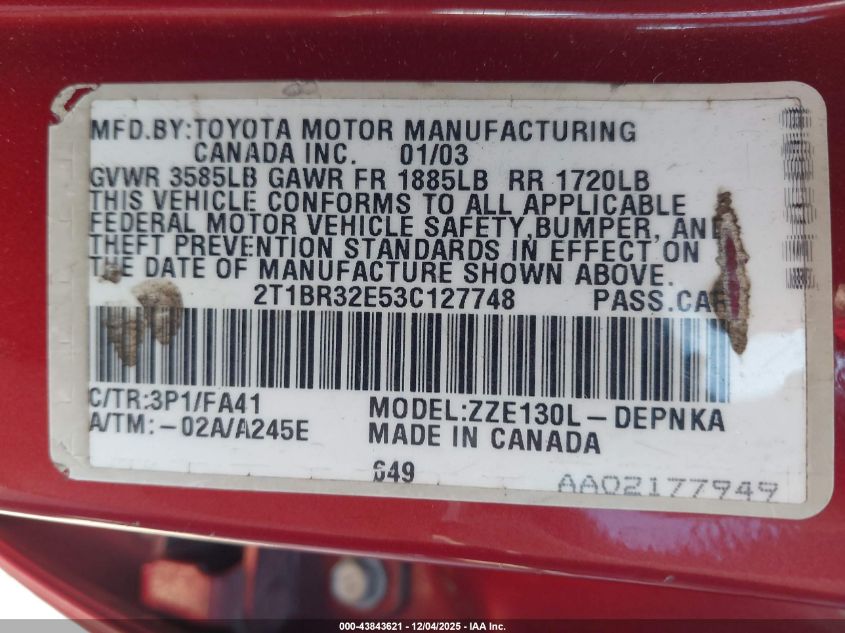 MFD.BY:TOYOTA MOTOR MANUFACTURING
CANADA INC. 01/03
GVWR 3585LB GAWR FR 1885LB RR 1720LB
THIS VEHICLE CONFORMS TO ALL APPLICABLE
FEDERAL MOTOR VEHICLE SAFETY,BUMPER, AND
THEFT PREVENTION STANDARDS IN EFFECT ON
THE DATE OF MANUFACTURE SHOWN ABOVE.
2T1BR32E53C127748 PASS.CAR
C/TR:3P1/FA41 MODEL:ZZE130L-DEPNKA
A/TM:-02A/A245E MADE IN CANADA
649 AA02177949
000-43843621 - 12/04/2025 - IAA Inc.